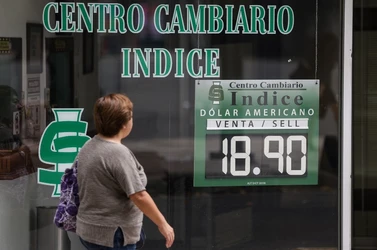 CENTRO CAMBIARIO
INDICE
Centro Cambiario
Indice
DÓLAR AMERICANO
VENTA / SELL
18.90